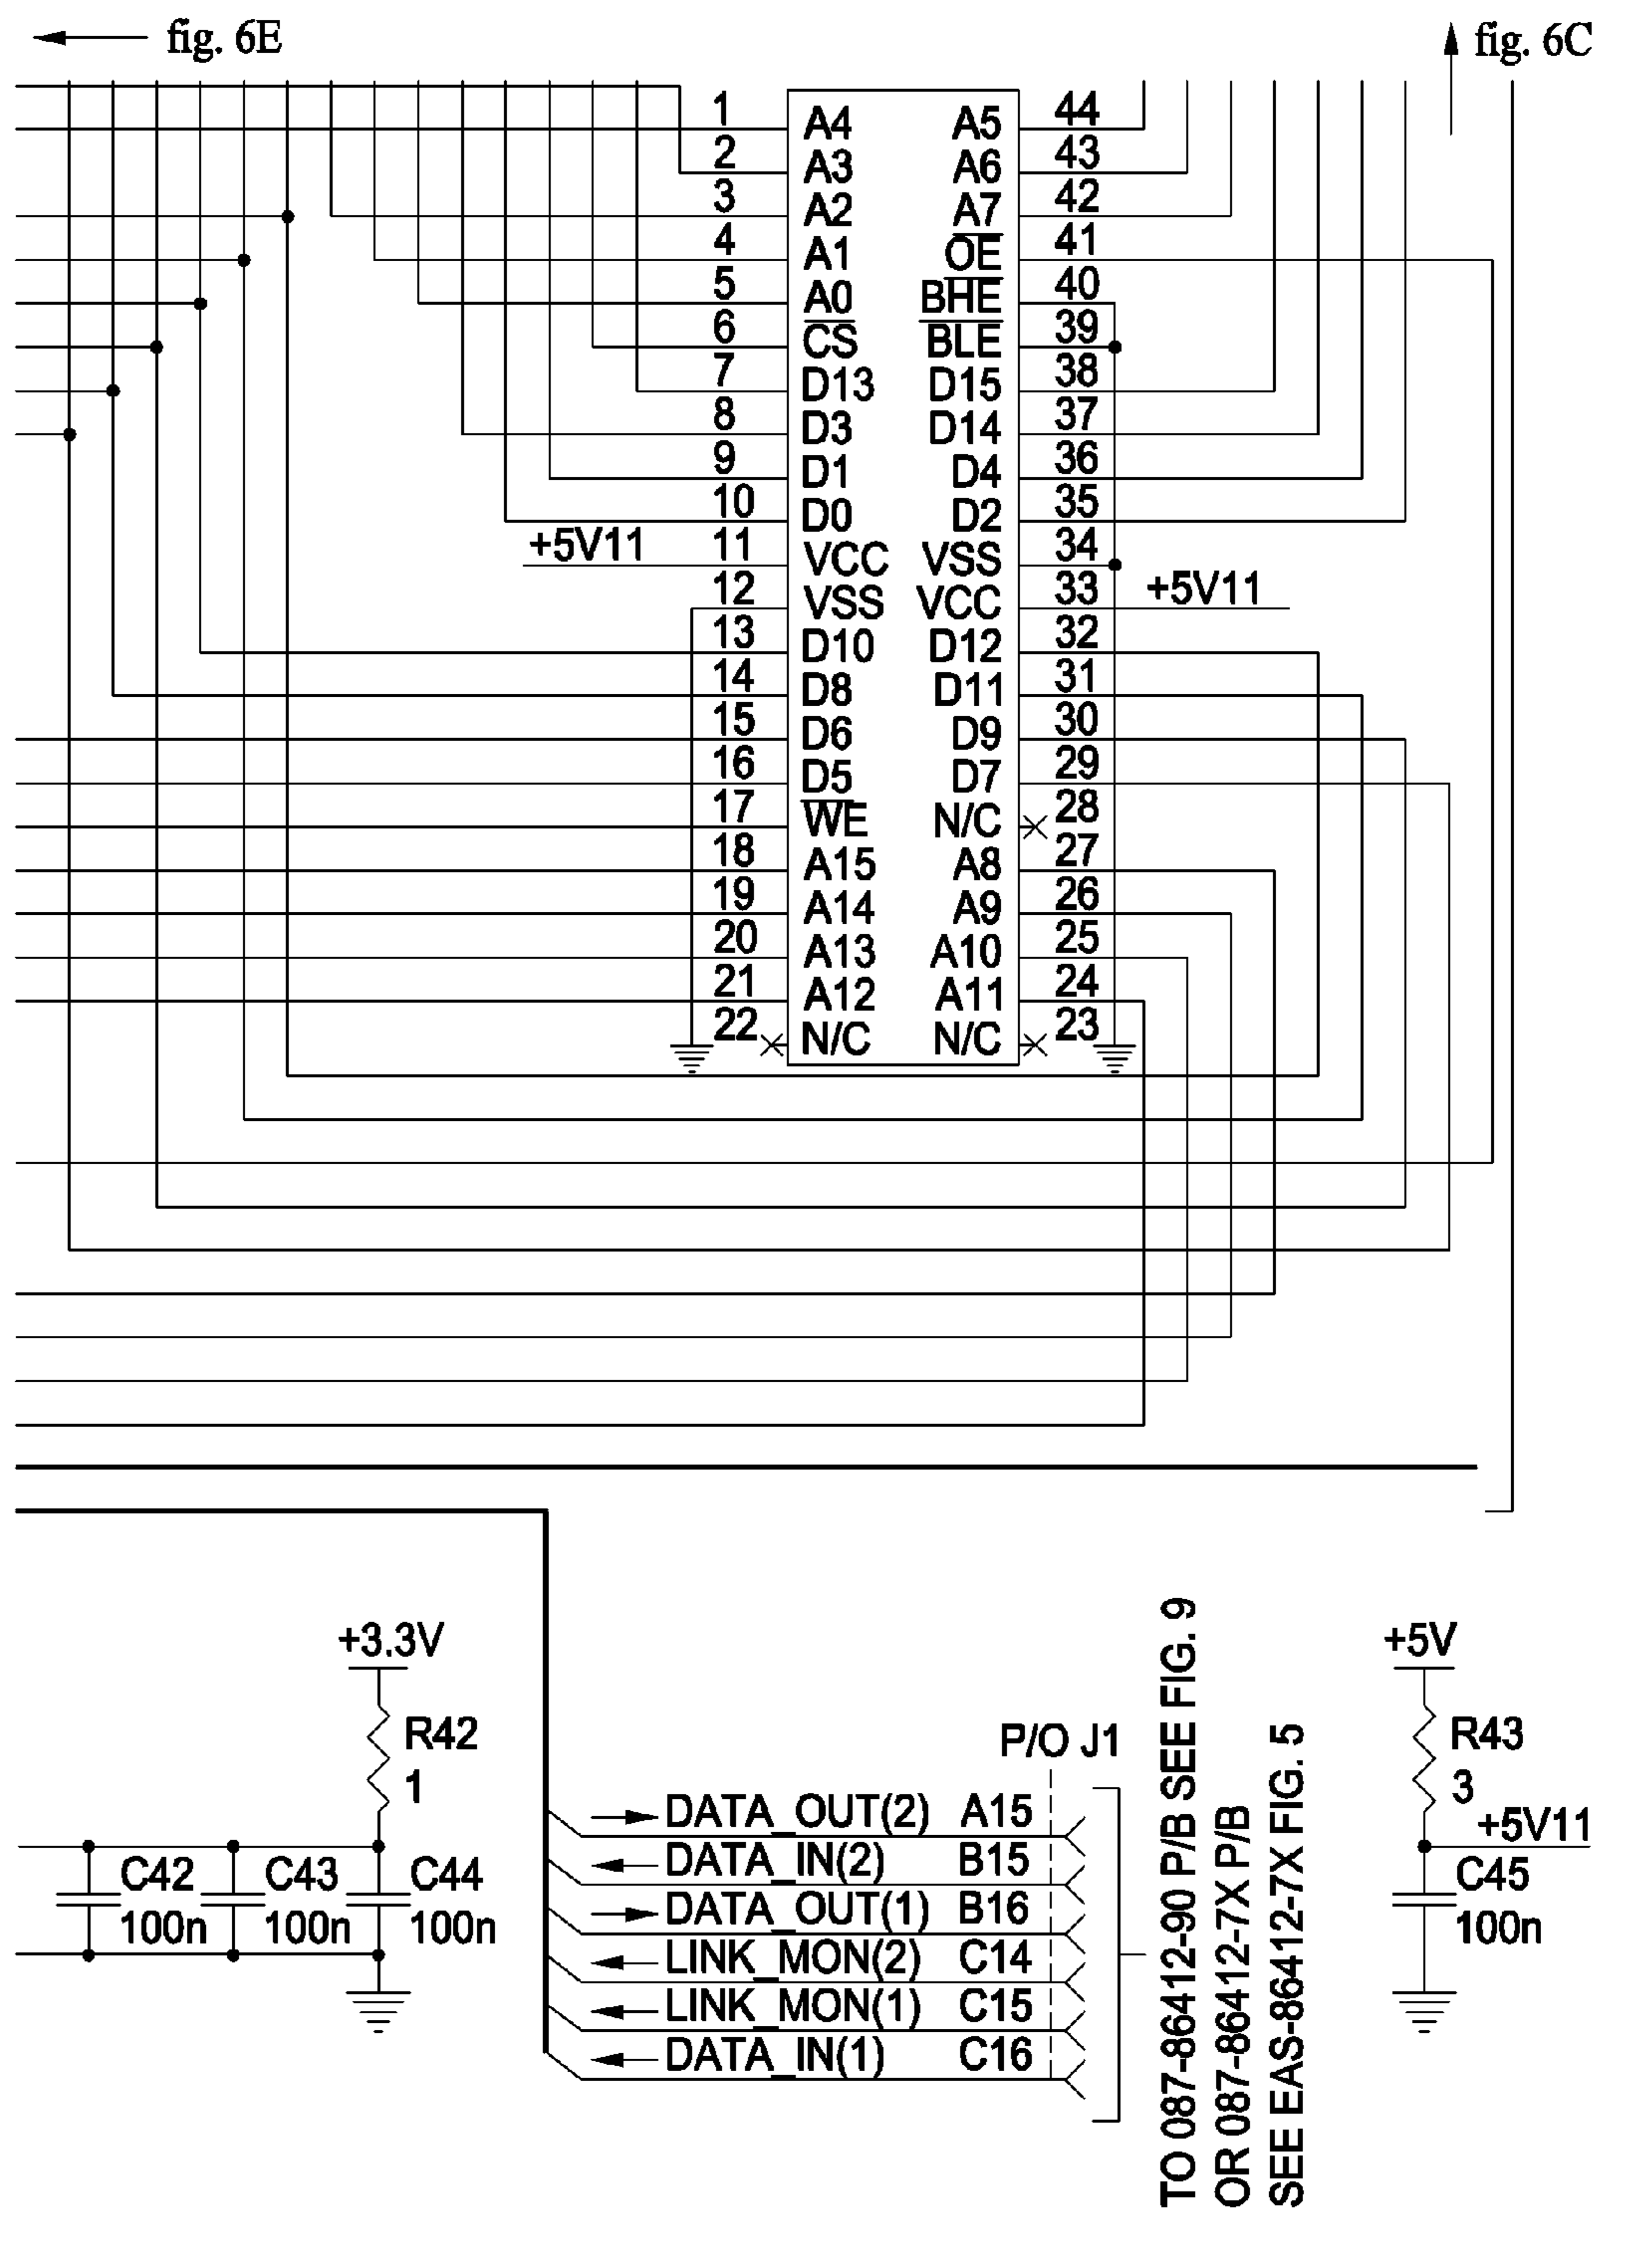 fig. 6E
fig. 6C
1 A4 A5 44
2 A3 A6 43
3 A2 A7 42
4 A1 OE 41
5 A0 BHE 40
6 CS BLE 39
7 D13 D15 38
8 D3 D14 37
9 D1 D4 36
10 D0 D2 35
+5V11 11 VCC VSS 34
12 VSS VCC 33 +5V11
13 D10 D12 32
14 D8 D11 31
15 D6 D9 30
16 D5 D7 29
17 WE N/C 28
18 A15 A8 27
19 A14 A9 26
20 A13 A10 25
21 A12 A11 24
22 N/C N/C 23
+3.3V
R42
1
C42
100n
C43
100n
C44
100n
P/O J1
DATA_OUT(2) A15
DATA_IN(2) B15
DATA_OUT(1) B16
LINK_MON(2) C14
LINK_MON(1) C15
DATA_IN(1) C16
TO 087-86412-90 P/B SEE FIG. 9
OR 087-86412-7X P/B
SEE EAS-86412-7X FIG. 5
+5V
R43
3
+5V11
C45
100n